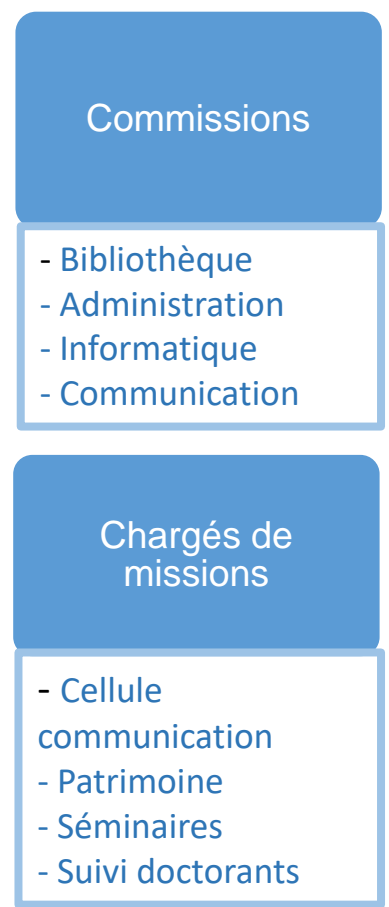 Commissions
- Bibliothèque
- Administration
- Informatique
- Communication
Chargés de
missions
- Cellule
communication
- Patrimoine
- Séminaires
- Suivi doctorants